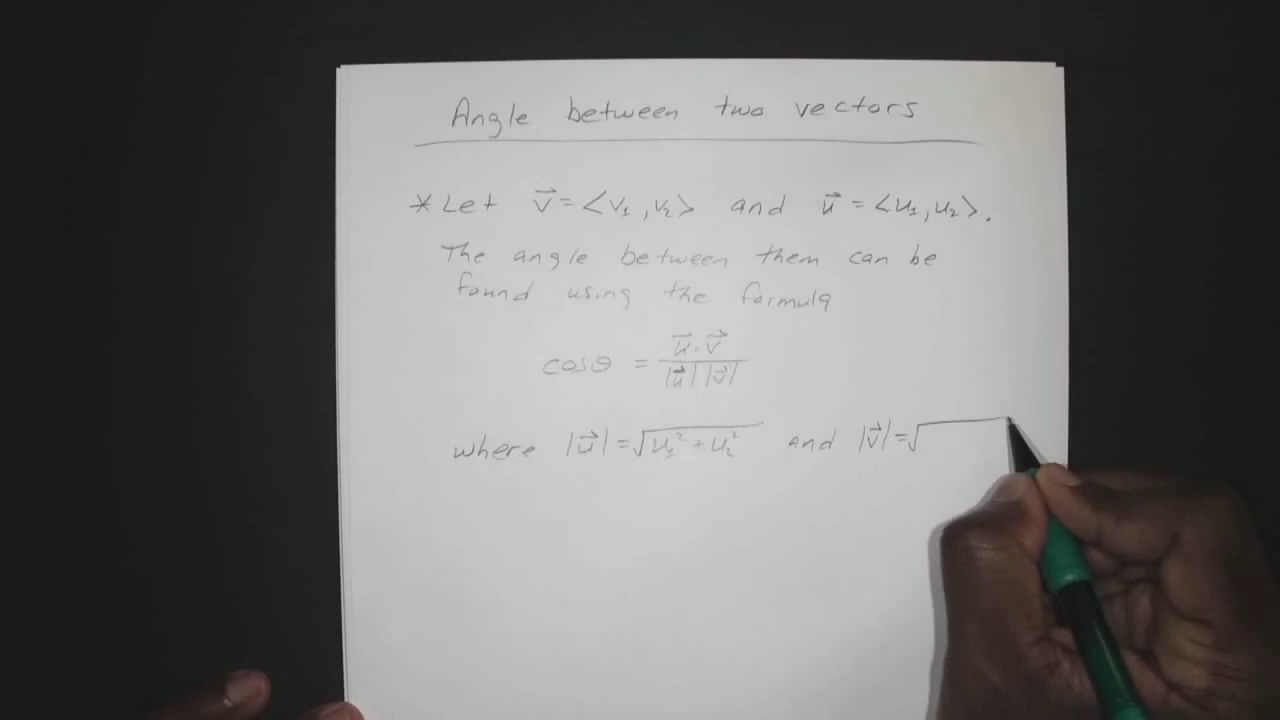 Angle between two vectors
* Let v⃗ = <v₁, v₂> and u⃗ = <u₁, u₂>.
The angle between them can be
found using the formula
cosθ = u⃗·v⃗ / |u⃗| |v⃗|
where |u⃗| = √(u₁² + u₂²) and |v⃗| = √